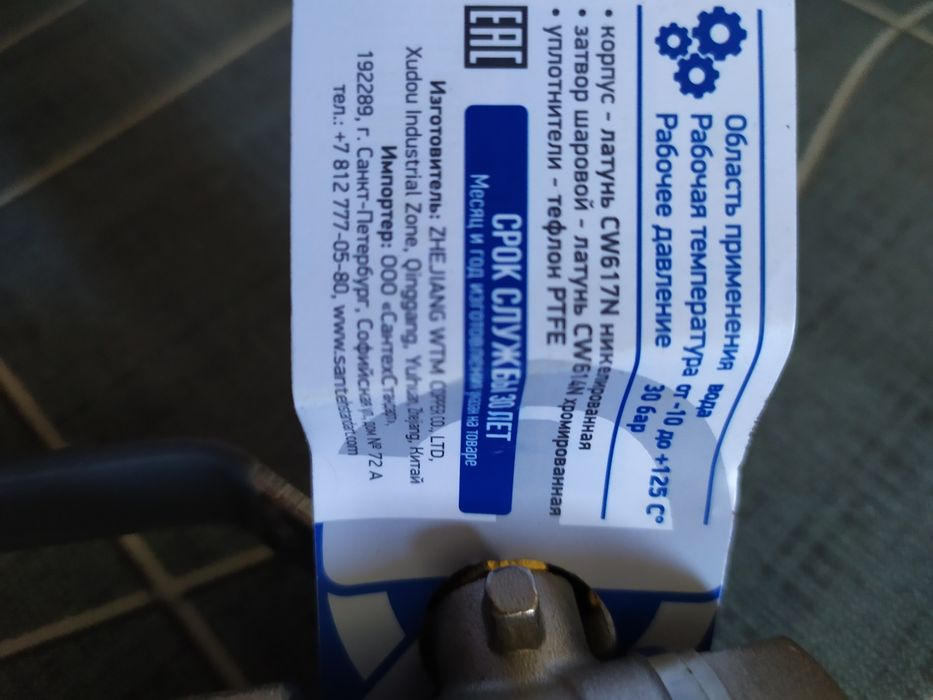 Область применения вода
Рабочая температура от -10 до +125 С°
Рабочее давление 30 бар
• корпус - латунь CW617N никелированная
• затвор шаровой - латунь CW614N хромированная
• уплотнители - тефлон PTFE
ЕАС
СРОК СЛУЖБЫ 30 ЛЕТ
Месяц и год изготовления указан на товаре
Изготовитель: ZHEJIANG WTM COPPER CO., LTD,
Xudou Industrial Zone, Qinggang, Yuhuan, Zhejiang, Китай
Импортер: ООО «СантехСтандарт»,
192289, г. Санкт-Петербург, Софийская ул., дом № 72 А
тел.: +7 812 777-05-80, www.santehstandart.com